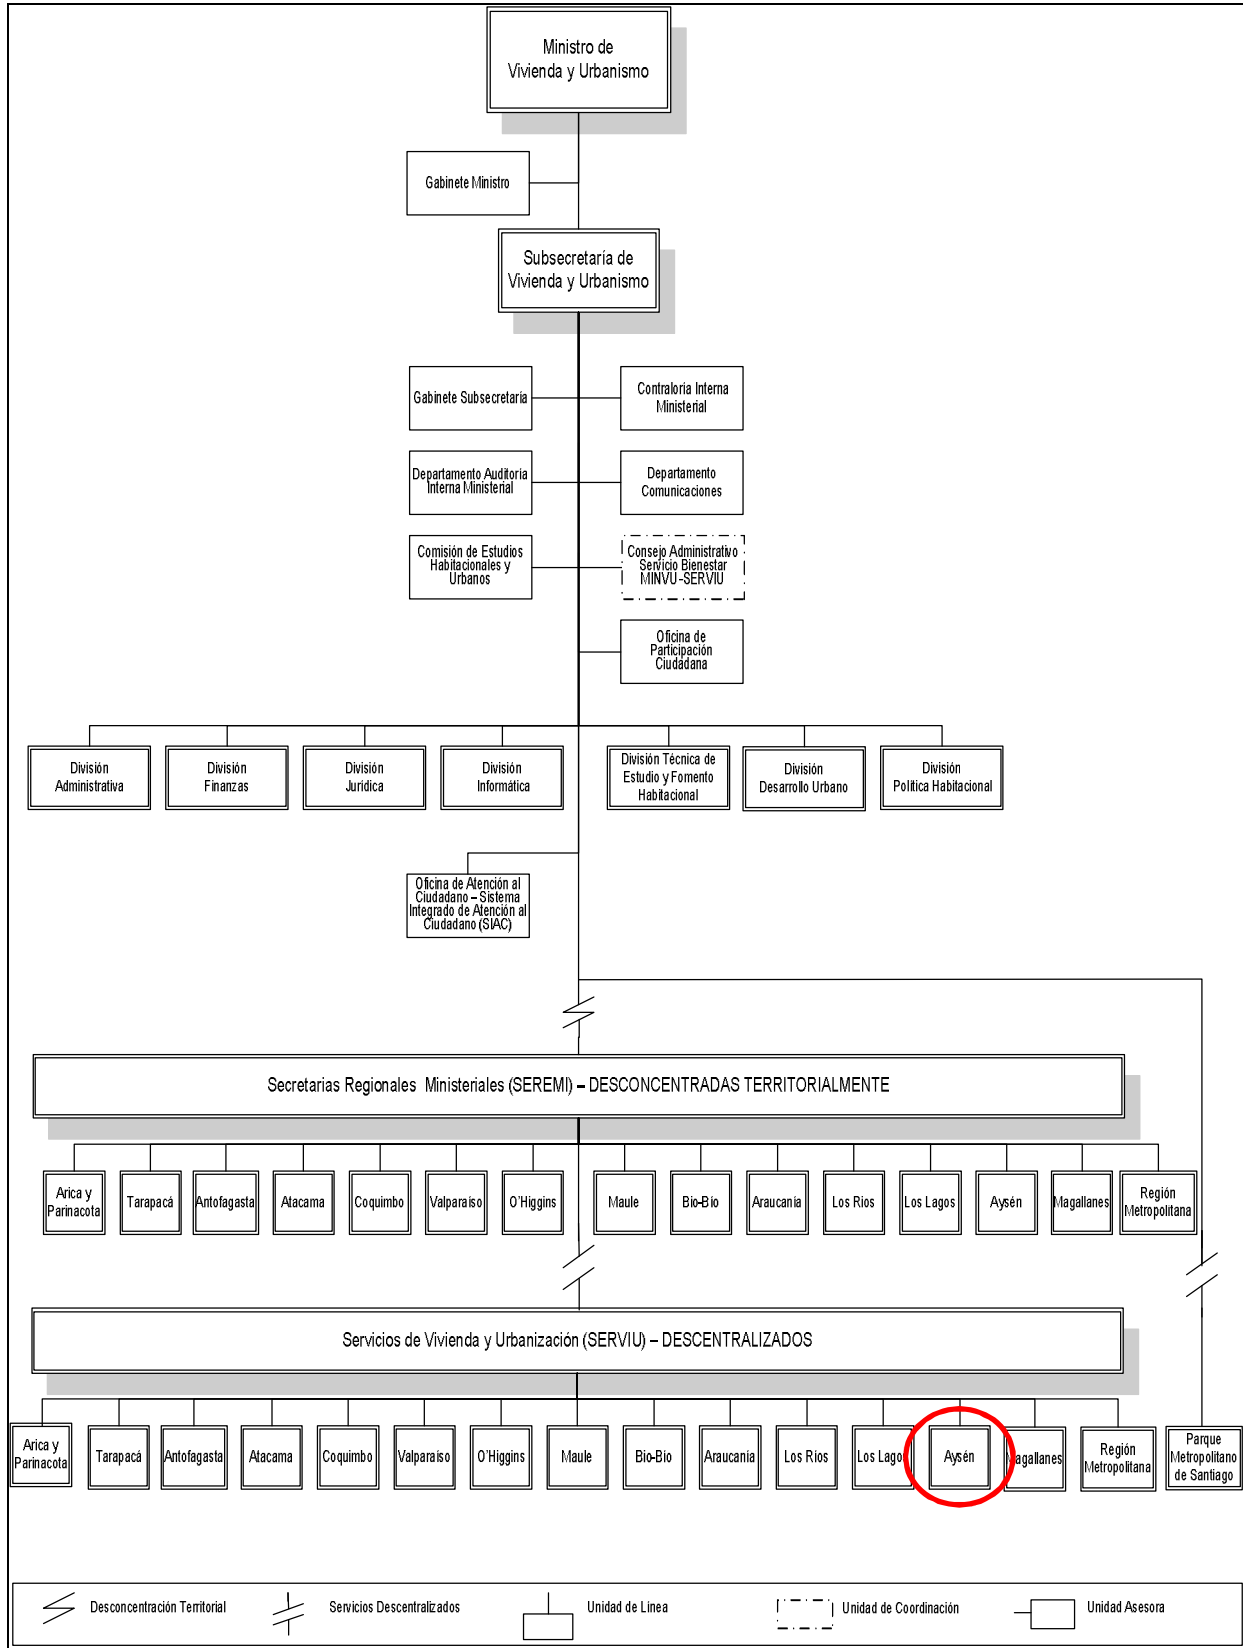 Ministro de
Vivienda y Urbanismo
Gabinete Ministro
Subsecretaría de
Vivienda y Urbanismo
Gabinete Subsecretaría
Contraloría Interna
Ministerial
Departamento Auditoría
Interna Ministerial
Departamento
Comunicaciones
Comisión de Estudios
Habitacionales y
Urbanos
Consejo Administrativo
Servicio Bienestar
MINVU -SERVIU
Oficina de
Participación
Ciudadana
División
Administrativa
División
Finanzas
División
Jurídica
División
Informática
División Técnica de
Estudio y Fomento
Habitacional
División
Desarrollo Urbano
División
Política Habitacional
Oficina de Atención al
Ciudadano – Sistema
Integrado de Atención al
Ciudadano (SIAC)
Secretarias Regionales Ministeriales (SEREMI) – DESCONCENTRADAS TERRITORIALMENTE
Arica y
Parinacota
Tarapacá
Antofagasta
Atacama
Coquimbo
Valparaíso
O'Higgins
Maule
Bio-Bio
Araucanía
Los Ríos
Los Lagos
Aysén
Magallanes
Región
Metropolitana
Servicios de Vivienda y Urbanización (SERVIU) – DESCENTRALIZADOS
Arica y
Parinacota
Tarapacá
Antofagasta
Atacama
Coquimbo
Valparaíso
O'Higgins
Maule
Bio-Bio
Araucanía
Los Ríos
Los Lagos
Aysén
Magallanes
Región
Metropolitana
Parque
Metropolitano
de Santiago
Desconcentración Territorial
Servicios Descentralizados
Unidad de Línea
Unidad de Coordinación
Unidad Asesora